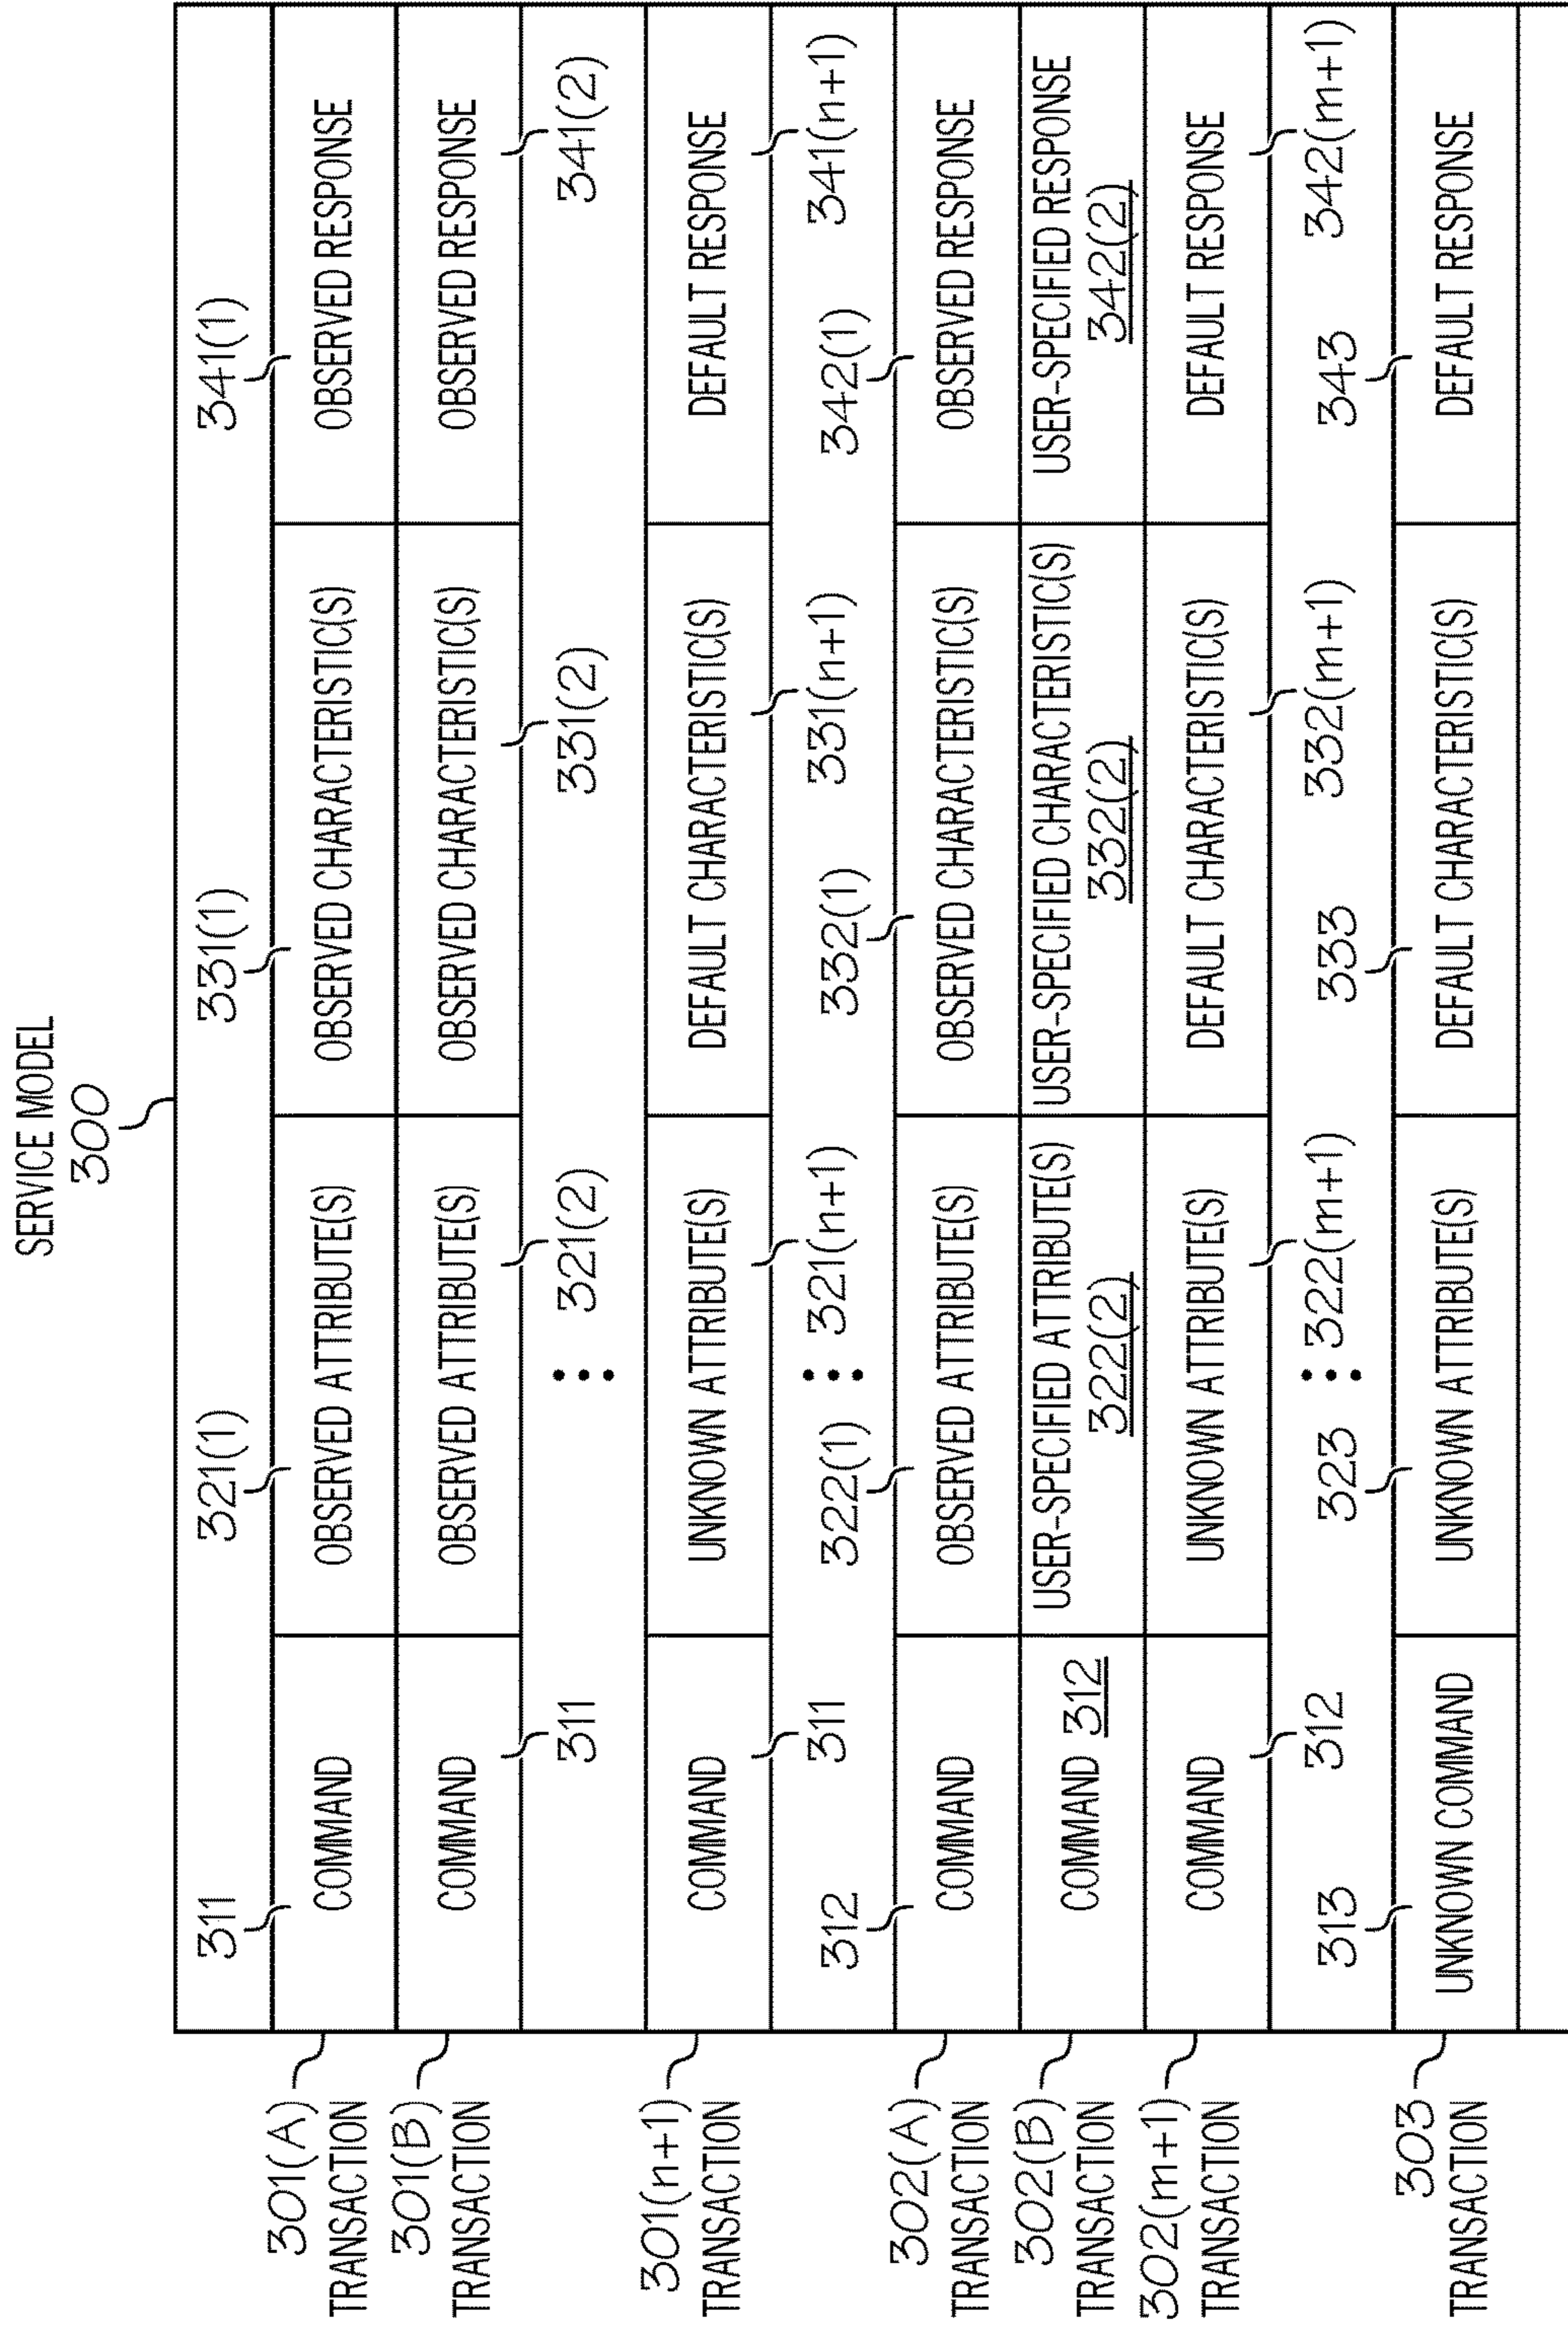 SERVICE MODEL
300
311
321(1)
331(1)
341(1)
301(A)
TRANSACTION
COMMAND
OBSERVED ATTRIBUTE(S)
OBSERVED CHARACTERISTIC(S)
OBSERVED RESPONSE
301(B)
TRANSACTION
COMMAND
OBSERVED ATTRIBUTE(S)
OBSERVED CHARACTERISTIC(S)
OBSERVED RESPONSE
311
321(2)
331(2)
341(2)
301(n+1)
TRANSACTION
COMMAND
UNKNOWN ATTRIBUTE(S)
DEFAULT CHARACTERISTIC(S)
DEFAULT RESPONSE
312
311
322(1)
321(n+1)
332(1)
331(n+1)
342(1)
341(n+1)
302(A)
TRANSACTION
COMMAND
OBSERVED ATTRIBUTE(S)
OBSERVED CHARACTERISTIC(S)
OBSERVED RESPONSE
302(B)
TRANSACTION
COMMAND 312
USER-SPECIFIED ATTRIBUTE(S)
322(2)
USER-SPECIFIED CHARACTERISTIC(S)
332(2)
USER-SPECIFIED RESPONSE
342(2)
302(m+1)
TRANSACTION
COMMAND
UNKNOWN ATTRIBUTE(S)
DEFAULT CHARACTERISTIC(S)
DEFAULT RESPONSE
313
312
323
322(m+1)
333
332(m+1)
343
342(m+1)
303
TRANSACTION
UNKNOWN COMMAND
UNKNOWN ATTRIBUTE(S)
DEFAULT CHARACTERISTIC(S)
DEFAULT RESPONSE